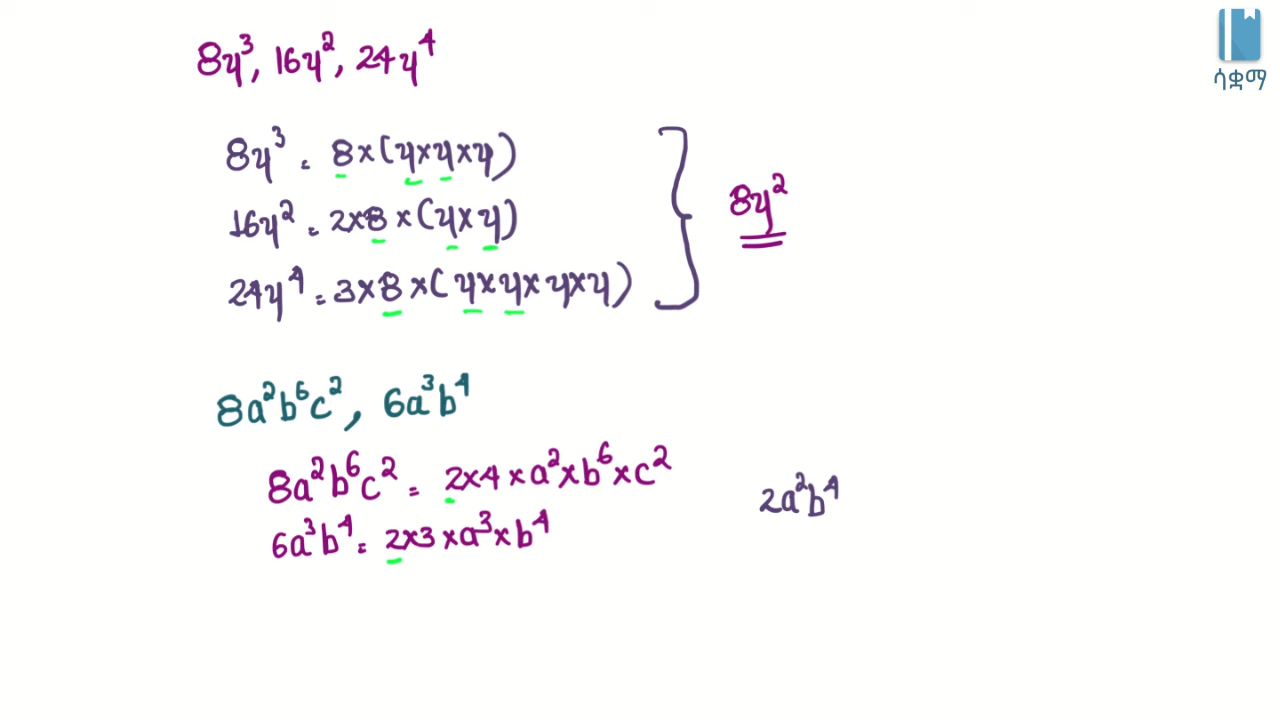 ሳቋማ
8y³, 16y², 24y⁴
8y³ = 8×(y×y×y)
16y² = 2×8×(y×y)
8y²
24y⁴ = 3×8×(y×y×y×y)
8a²b⁶c², 6a³b⁴
8a²b⁶c² = 2×4×a²×b⁶×c²
2a²b⁴
6a³b⁴ = 2×3×a³×b⁴